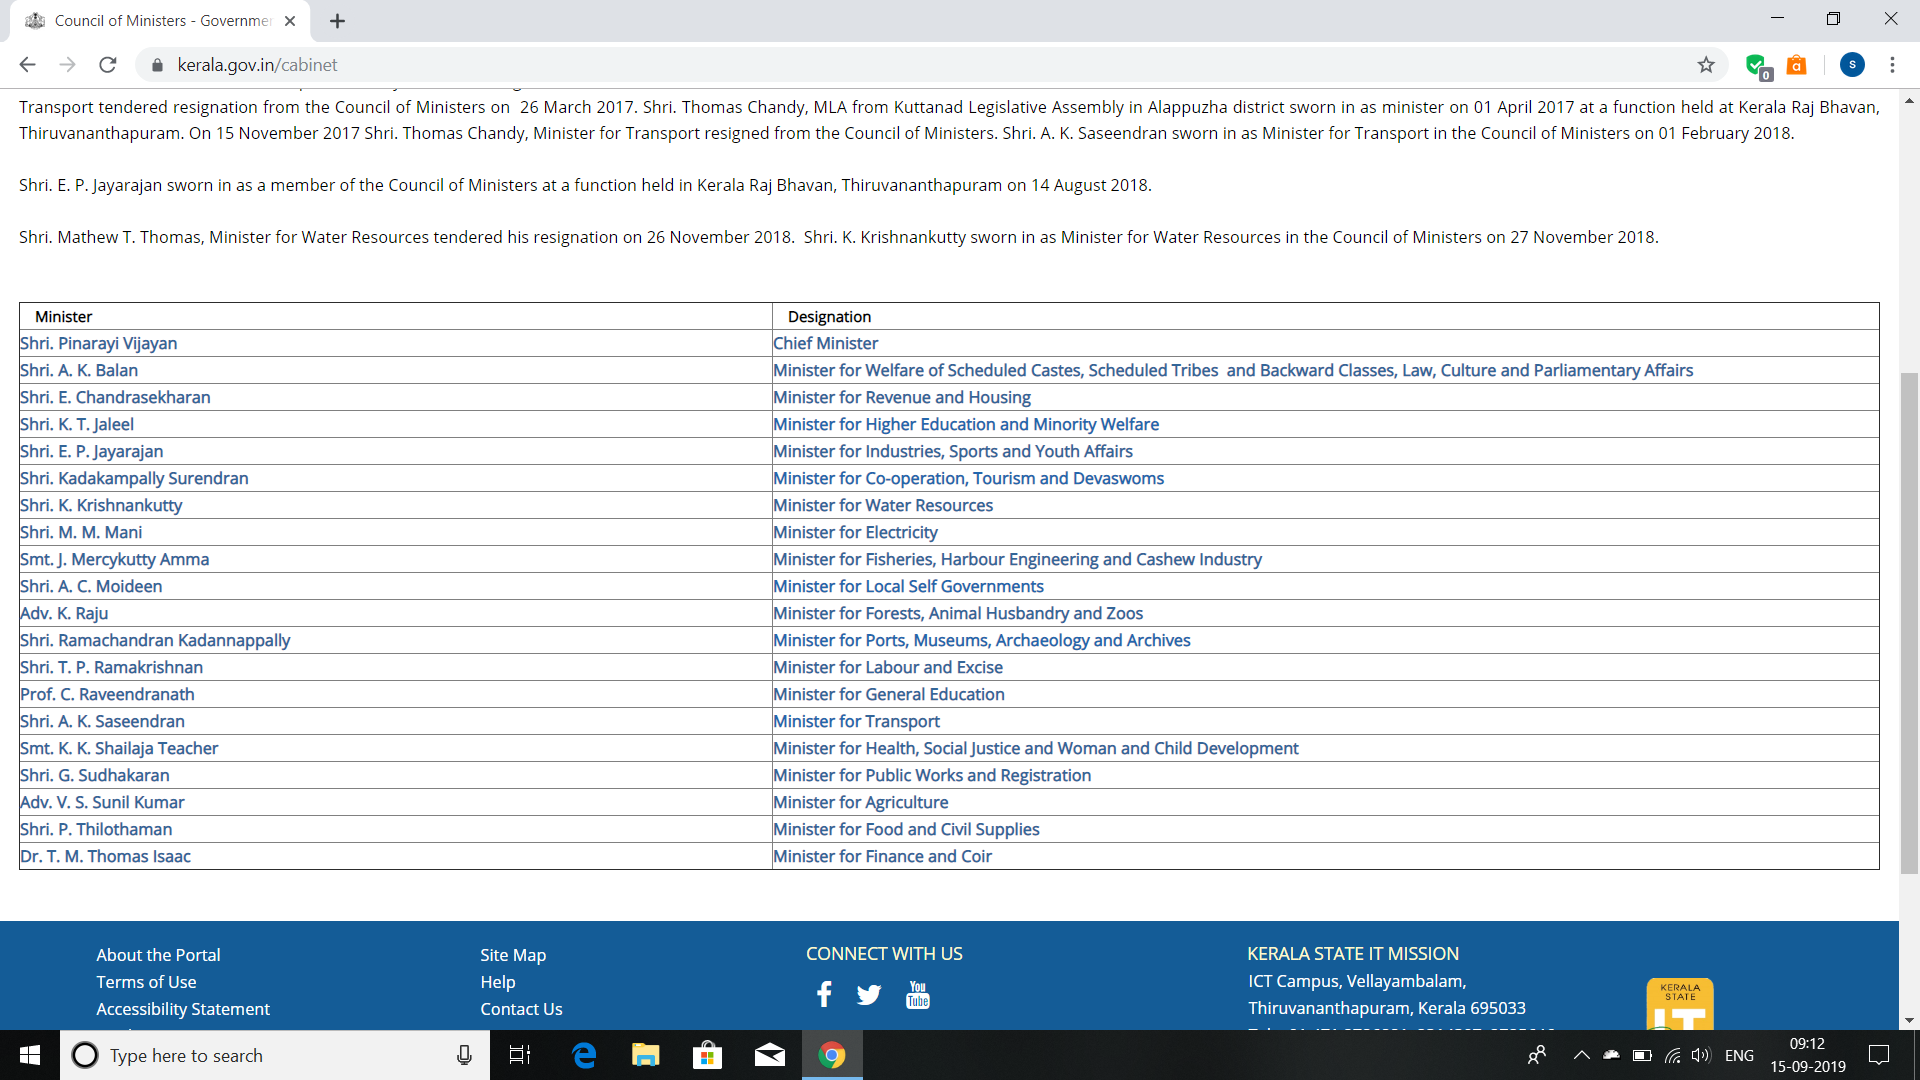 Council of Ministers - Governmen
kerala.gov.in/cabinet
S
0
a
Transport tendered resignation from the Council of Ministers on 26 March 2017. Shri. Thomas Chandy, MLA from Kuttanad Legislative Assembly in Alappuzha district sworn in as minister on 01 April 2017 at a function held at Kerala Raj Bhavan,
Thiruvananthapuram. On 15 November 2017 Shri. Thomas Chandy, Minister for Transport resigned from the Council of Ministers. Shri. A. K. Saseendran sworn in as Minister for Transport in the Council of Ministers on 01 February 2018.
Shri. E. P. Jayarajan sworn in as a member of the Council of Ministers at a function held in Kerala Raj Bhavan, Thiruvananthapuram on 14 August 2018.
Shri. Mathew T. Thomas, Minister for Water Resources tendered his resignation on 26 November 2018. Shri. K. Krishnankutty sworn in as Minister for Water Resources in the Council of Ministers on 27 November 2018.
Minister Designation
Shri. Pinarayi Vijayan Chief Minister
Shri. A. K. Balan Minister for Welfare of Scheduled Castes, Scheduled Tribes and Backward Classes, Law, Culture and Parliamentary Affairs
Shri. E. Chandrasekharan Minister for Revenue and Housing
Shri. K. T. Jaleel Minister for Higher Education and Minority Welfare
Shri. E. P. Jayarajan Minister for Industries, Sports and Youth Affairs
Shri. Kadakampally Surendran Minister for Co-operation, Tourism and Devaswoms
Shri. K. Krishnankutty Minister for Water Resources
Shri. M. M. Mani Minister for Electricity
Smt. J. Mercykutty Amma Minister for Fisheries, Harbour Engineering and Cashew Industry
Shri. A. C. Moideen Minister for Local Self Governments
Adv. K. Raju Minister for Forests, Animal Husbandry and Zoos
Shri. Ramachandran Kadannappally Minister for Ports, Museums, Archaeology and Archives
Shri. T. P. Ramakrishnan Minister for Labour and Excise
Prof. C. Raveendranath Minister for General Education
Shri. A. K. Saseendran Minister for Transport
Smt. K. K. Shailaja Teacher Minister for Health, Social Justice and Woman and Child Development
Shri. G. Sudhakaran Minister for Public Works and Registration
Adv. V. S. Sunil Kumar Minister for Agriculture
Shri. P. Thilothaman Minister for Food and Civil Supplies
Dr. T. M. Thomas Isaac Minister for Finance and Coir
About the Portal
Terms of Use
Accessibility Statement
Site Map
Help
Contact Us
CONNECT WITH US
You
Tube
KERALA STATE IT MISSION
ICT Campus, Vellayambalam,
Thiruvananthapuram, Kerala 695033
KERALA
STATE
IT
Type here to search
ENG
09:12
15-09-2019